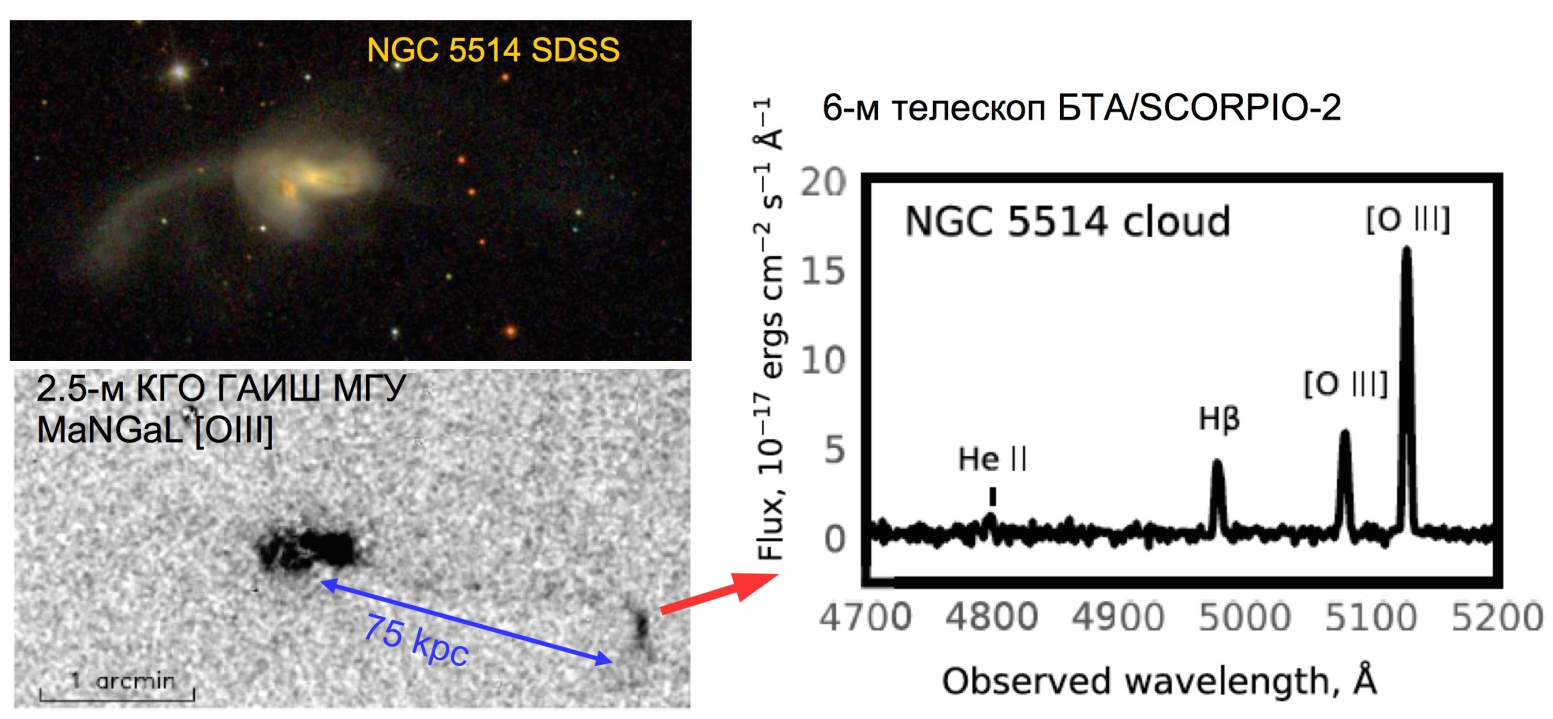 NGC 5514 SDSS
2.5-м КГО ГАИШ МГУ
MaNGaL [OIII]
75 kpc
1 arcmin
6-м телескоп БТА/SCORPIO-2
Flux, 10⁻¹⁷ ergs cm⁻² s⁻¹ Å⁻¹
20
15
10
5
0
NGC 5514 cloud
[O III]
[O III]
Hβ
He II
4700 4800 4900 5000 5100 5200
Observed wavelength, Å